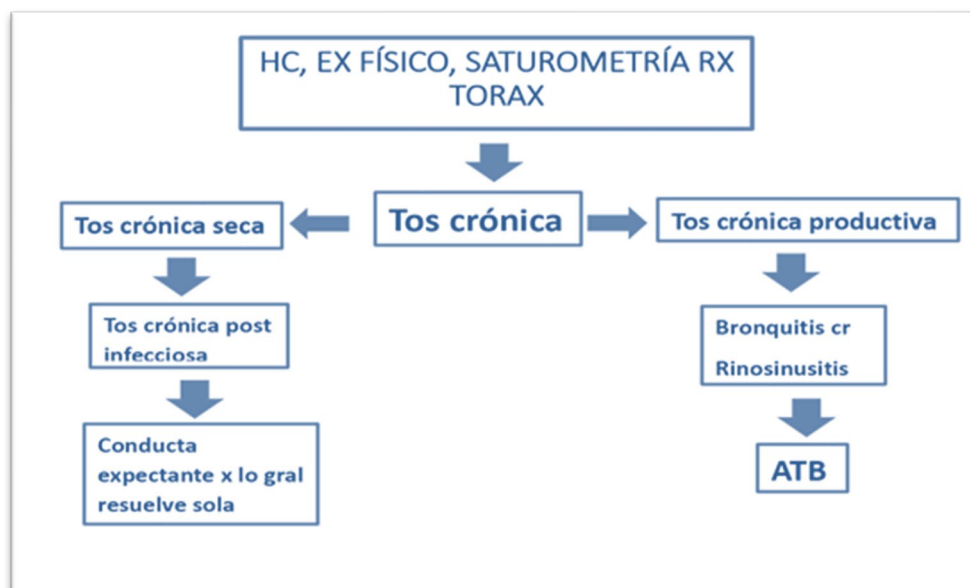 HC, EX FÍSICO, SATUROMETRÍA RX
TORAX
Tos crónica seca
Tos crónica
Tos crónica productiva
Tos crónica post
infecciosa
Bronquitis cr
Rinosinusitis
Conducta
expectante x lo gral
resuelve sola
ATB